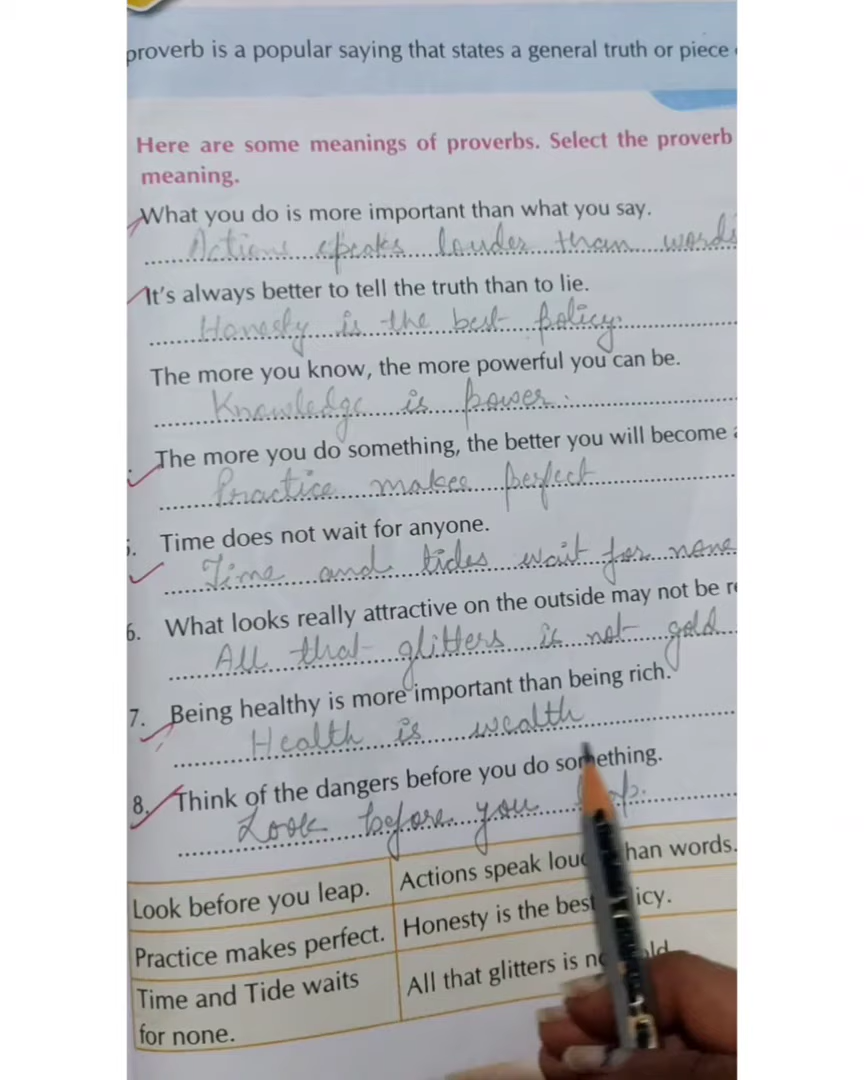 proverb is a popular saying that states a general truth or piece
Here are some meanings of proverbs. Select the proverb
meaning.
What you do is more important than what you say.
Actions speaks louder than words
It's always better to tell the truth than to lie.
Honesty is the best policy.
The more you know, the more powerful you can be.
Knowledge is power.
The more you do something, the better you will become
Practice makes perfect
5. Time does not wait for anyone.
Time and tides wait for none
6. What looks really attractive on the outside may not be
All that glitters is not gold
7. Being healthy is more important than being rich.
Health is wealth
8. Think of the dangers before you do something.
Look before you
Look before you leap. Actions speak than words.
Practice makes perfect. Honesty is the best
Time and Tide waits All that glitters is
for none.